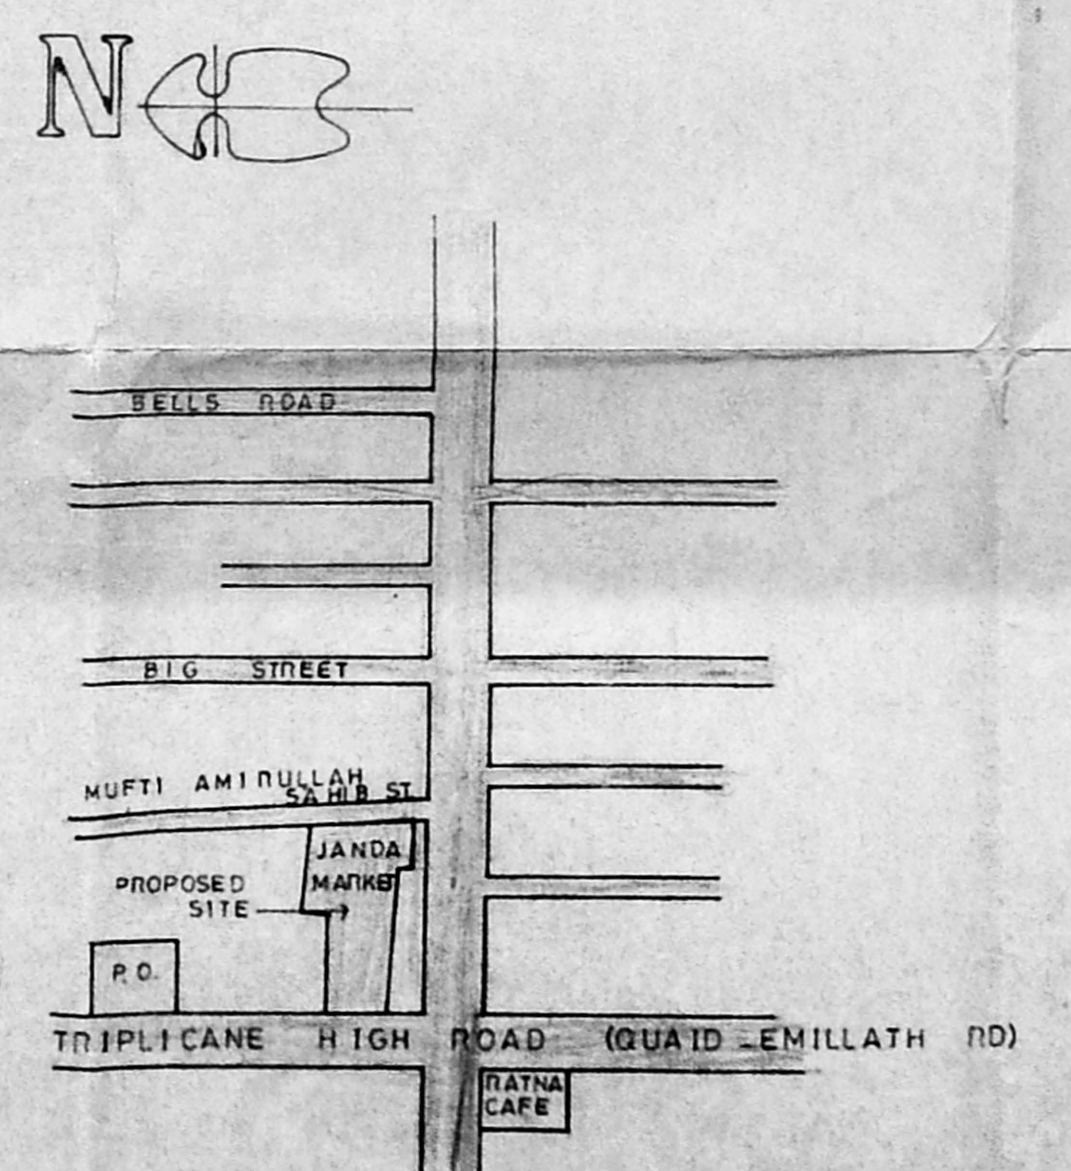 N
BELLS ROAD
BIG STREET
MUFTI AMIRULLAH
SAHIB ST
JANDA
MARKET
PROPOSED
SITE
P.O.
TRIPLICANE HIGH ROAD (QUAID-EMILLATH RD)
RATNA
CAFE